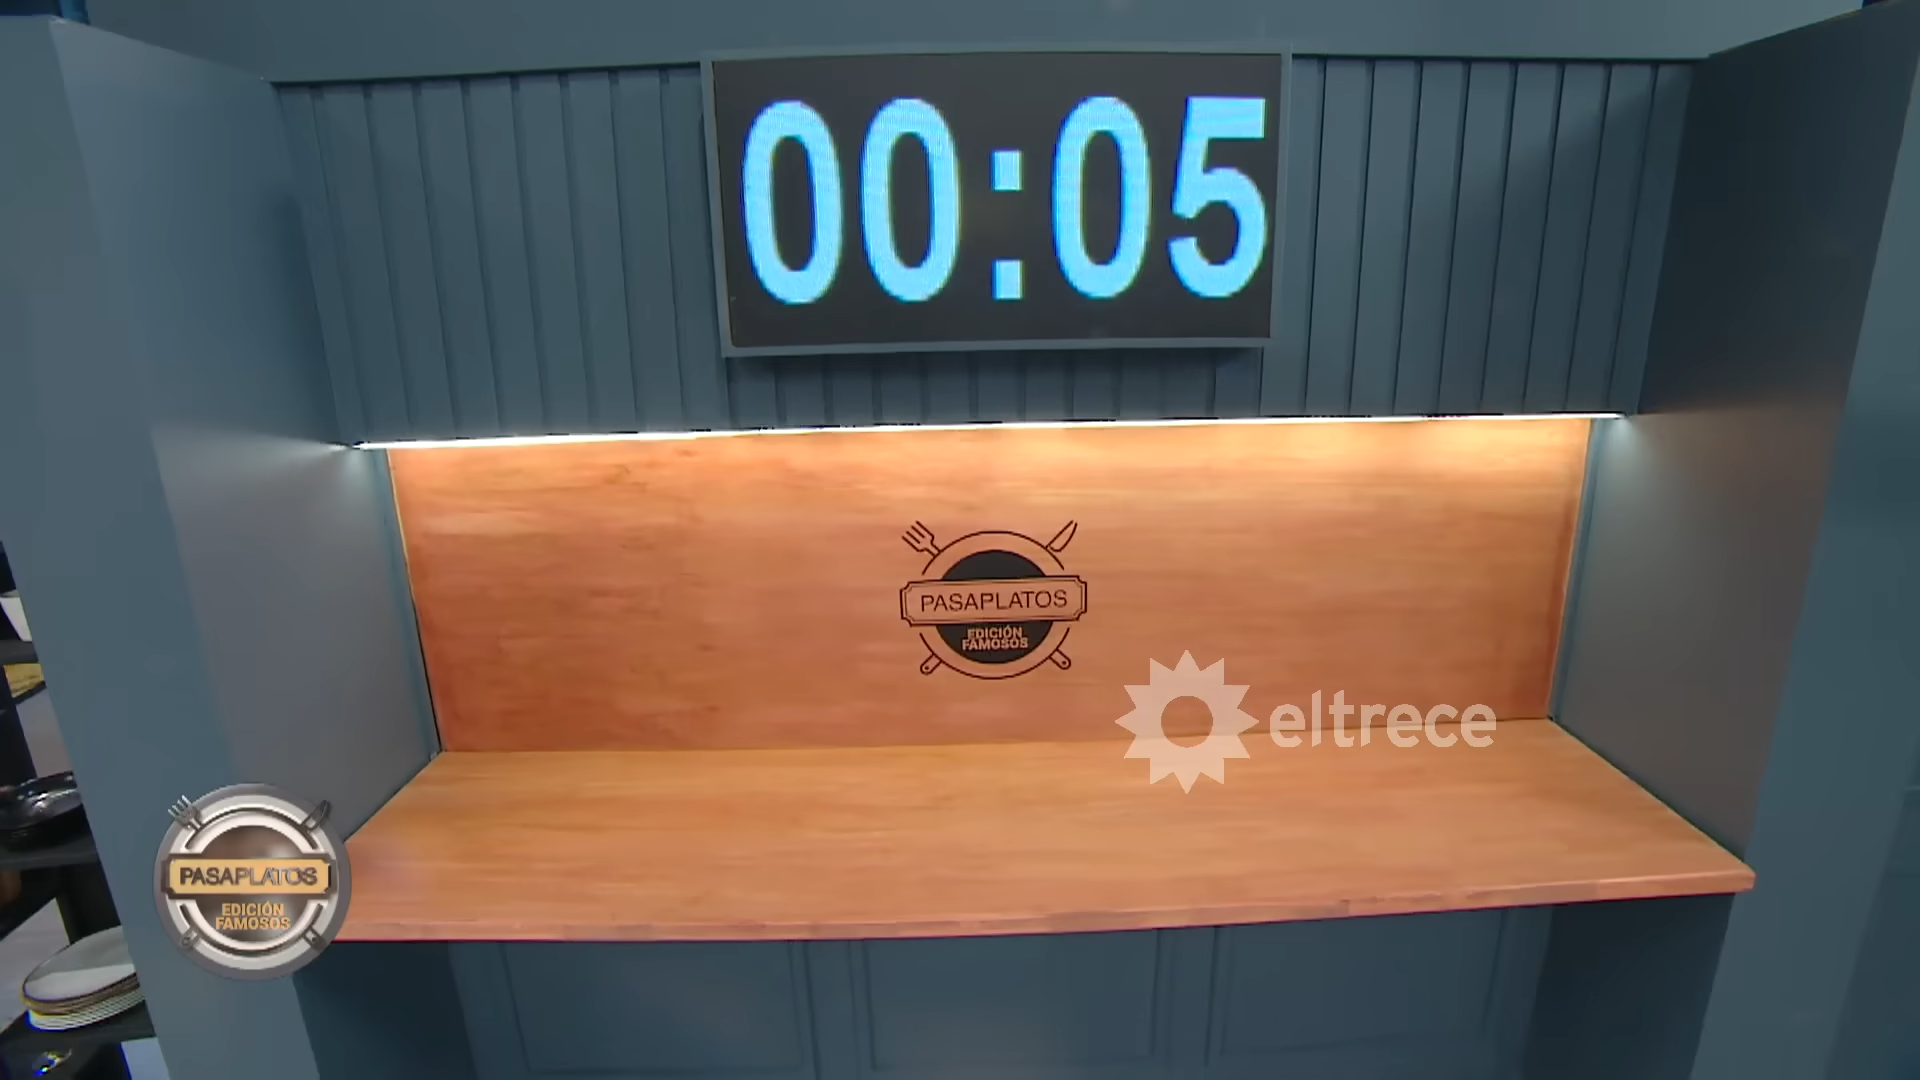 00:05
PASAPLATOS
EDICIÓN
FAMOSOS
eltrece
PASAPLATOS
EDICIÓN
FAMOSOS